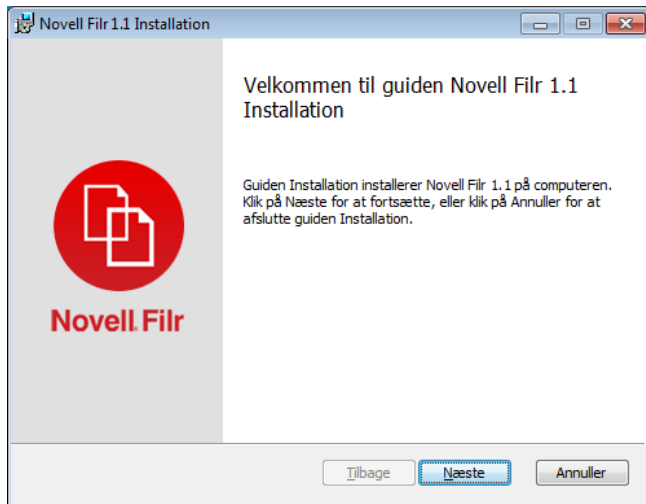 Novell Filr 1.1 Installation
Velkommen til guiden Novell Filr 1.1
Installation
Guiden Installation installerer Novell Filr 1.1 på computeren.
Klik på Næste for at fortsætte, eller klik på Annuller for at
afslutte guiden Installation.
Novell Filr
Tilbage
Næste
Annuller